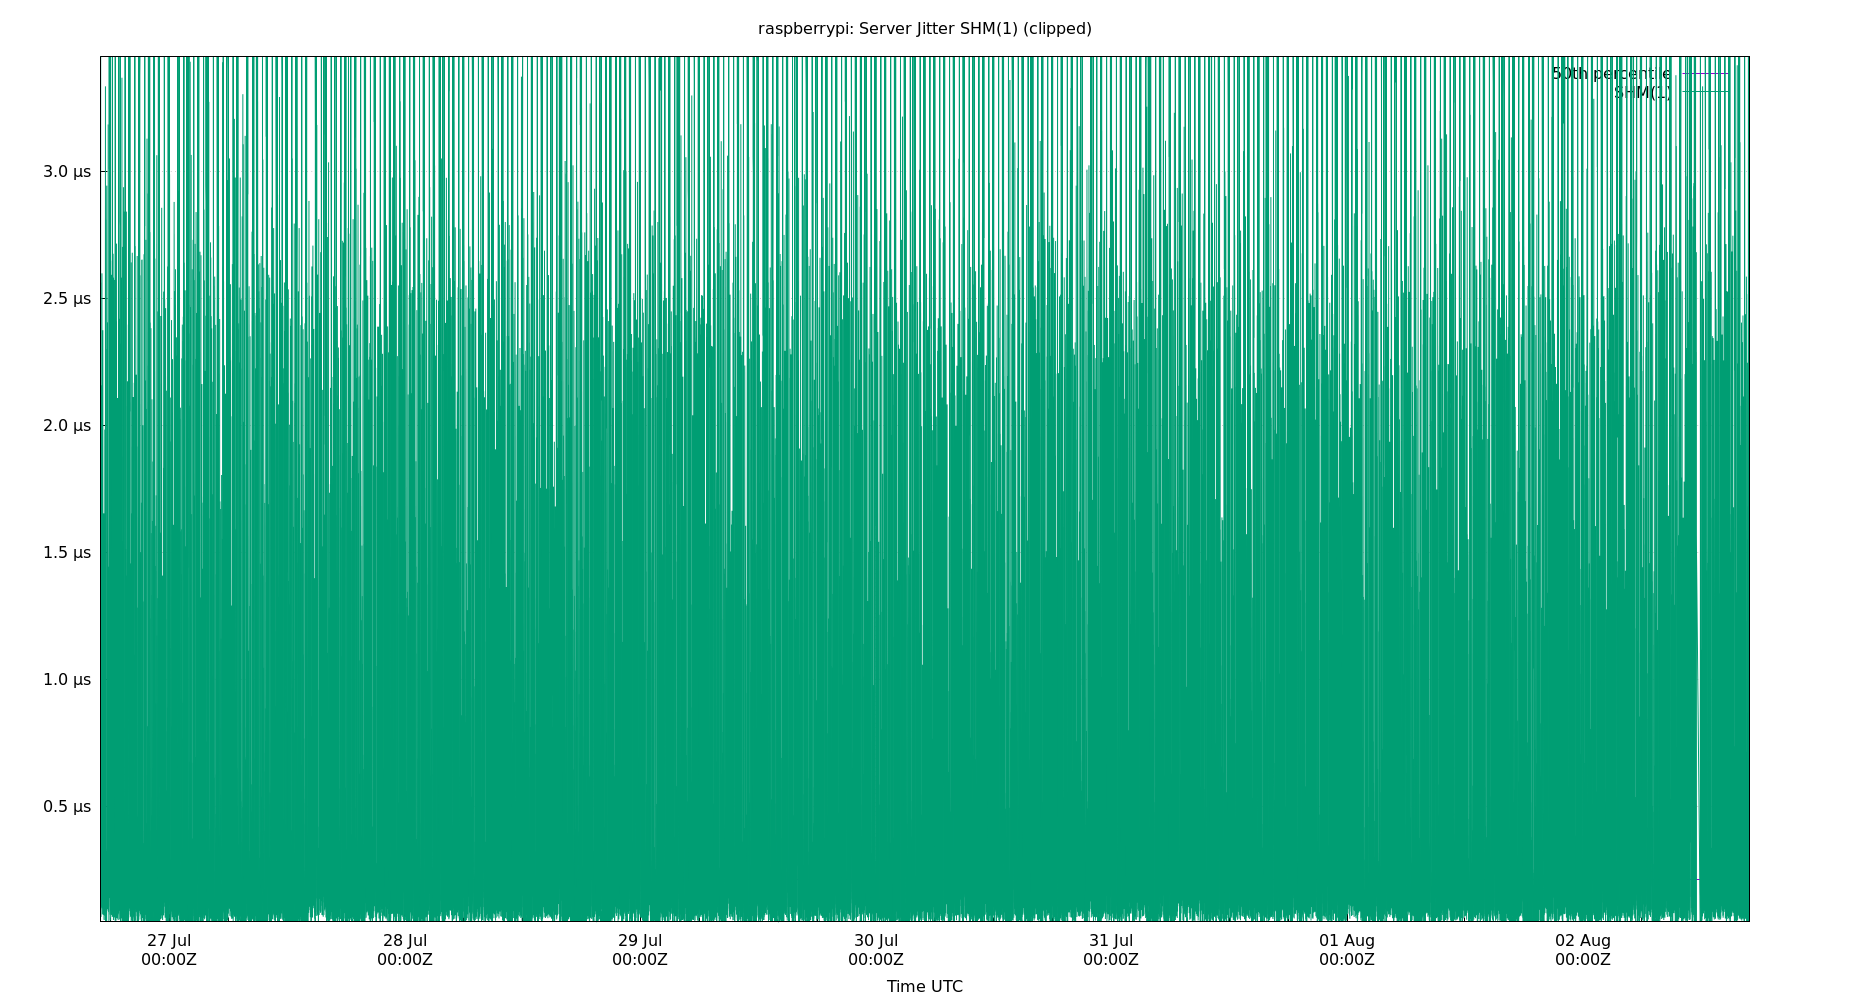 raspberrypi: Server Jitter SHM(1) (clipped)
50th percentile
SHM(1)
3.0 µs
2.5 µs
2.0 µs
1.5 µs
1.0 µs
0.5 µs
27 Jul 28 Jul 29 Jul 30 Jul 31 Jul 01 Aug 02 Aug
00:00Z 00:00Z 00:00Z 00:00Z 00:00Z 00:00Z 00:00Z
Time UTC